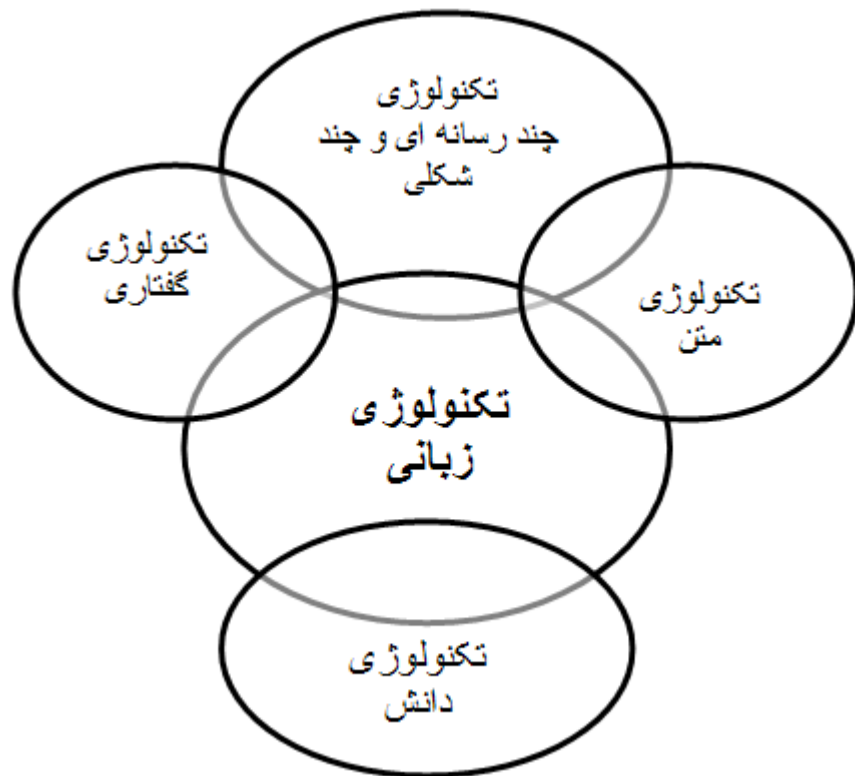 تکنولوژی
چند رسانه ای و چند
شکلی
تکنولوژی
گفتاری
تکنولوژی
متن
تکنولوژی
زبانی
تکنولوژی
دانش